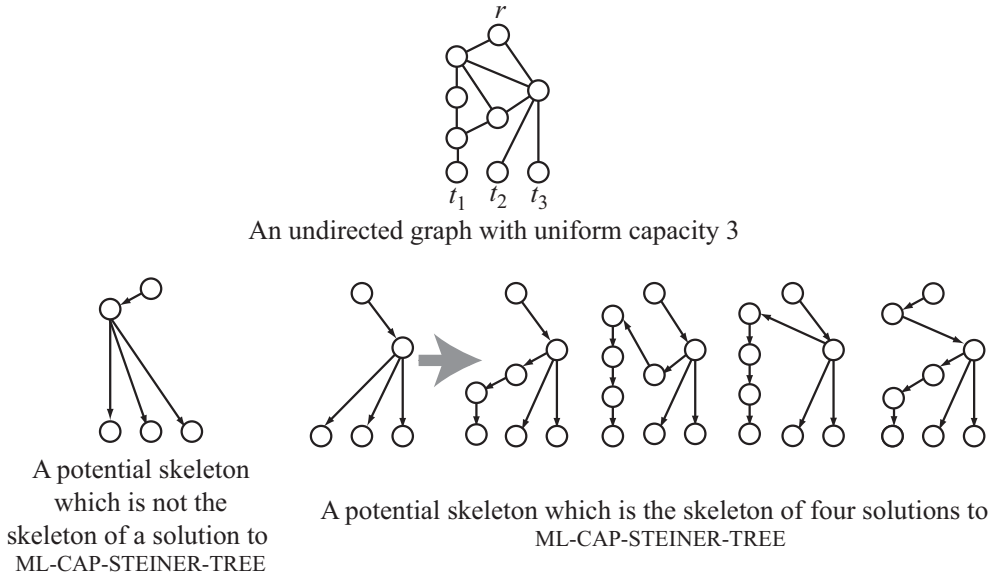 r
t1 t2 t3
An undirected graph with uniform capacity 3
A potential skeleton
which is not the
skeleton of a solution to
ML-CAP-STEINER-TREE
A potential skeleton which is the skeleton of four solutions to
ML-CAP-STEINER-TREE